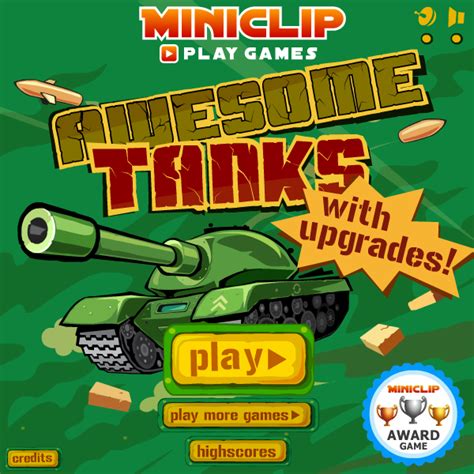 MINICLIP
PLAY GAMES
AWESOME
TANKS
with
upgrades!
play
play more games
highscores
credits
MINICLIP
AWARD
GAME